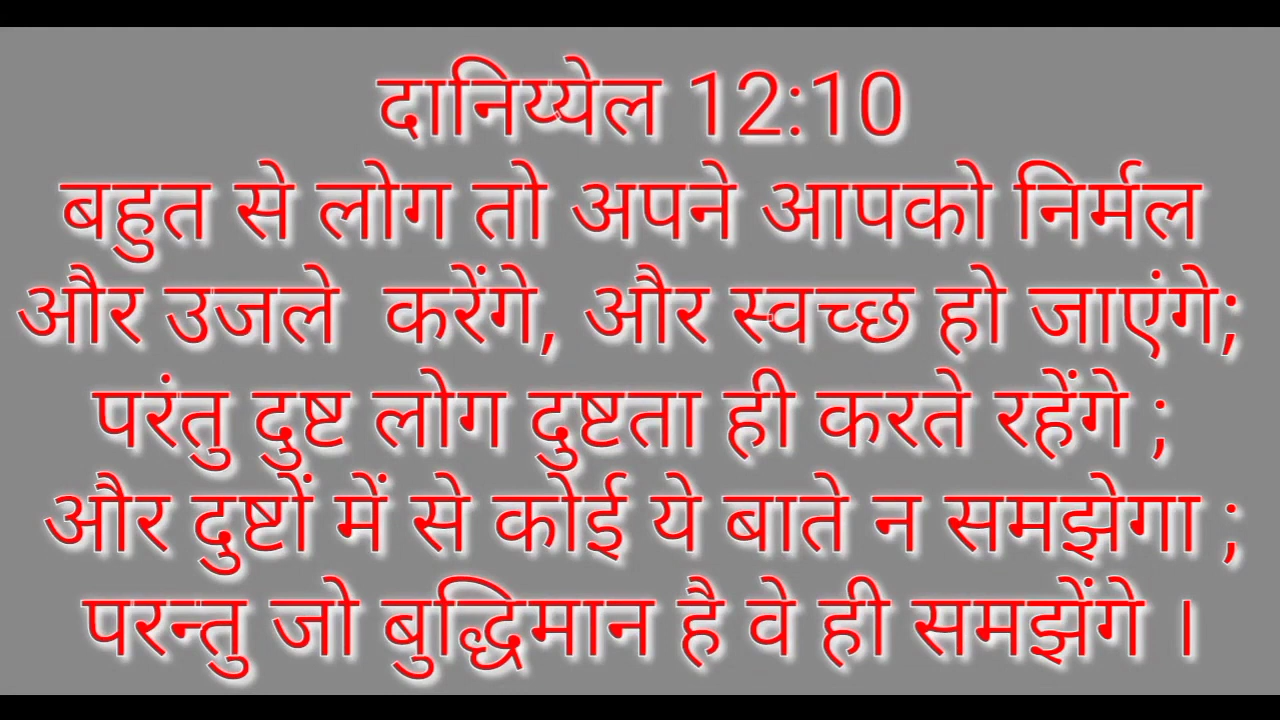 दानिय्येल 12:10
बहुत से लोग तो अपने आपको निर्मल
और उजले  करेंगे, और स्वच्छ हो जाएंगे;
परंतु दुष्ट लोग दुष्टता ही करते रहेंगे ;
और दुष्टों में से कोई ये बाते न समझेगा ;
परन्तु जो बुद्धिमान है वे ही समझेंगे ।